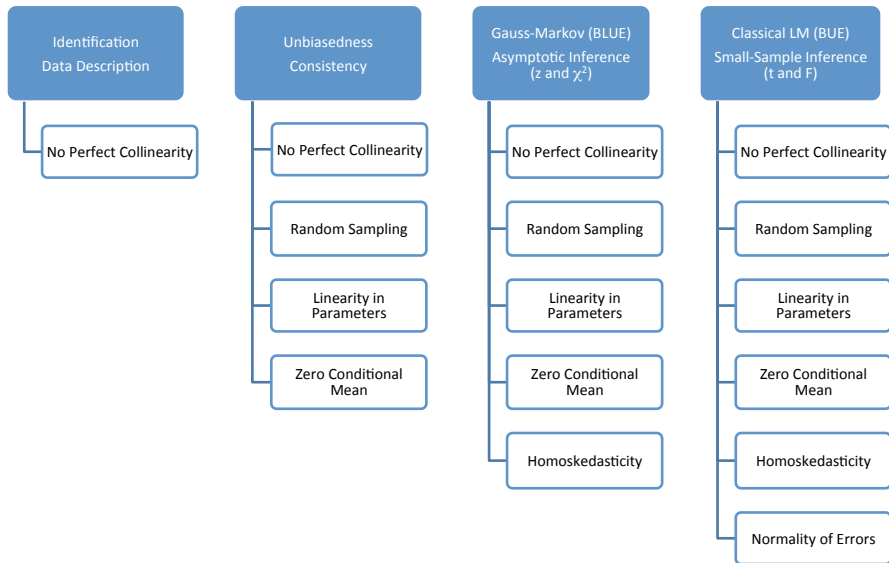 Identification
Data Description
No Perfect Collinearity
Unbiasedness
Consistency
No Perfect Collinearity
Random Sampling
Linearity in
Parameters
Zero Conditional
Mean
Gauss-Markov (BLUE)
Asymptotic Inference
(z and χ²)
No Perfect Collinearity
Random Sampling
Linearity in
Parameters
Zero Conditional
Mean
Homoskedasticity
Classical LM (BUE)
Small-Sample Inference
(t and F)
No Perfect Collinearity
Random Sampling
Linearity in
Parameters
Zero Conditional
Mean
Homoskedasticity
Normality of Errors